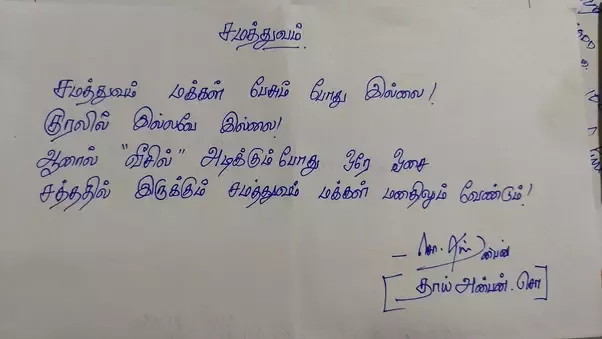 சமத்துவம்
சமத்துவம் மக்கள் பேசும் போது இல்லை!
குரலில் இல்லவே இல்லை!
ஆனால் "வீசில்" அடிக்கும்போது ஒரே ஓசை
சத்ததில் இருக்கும் சமத்துவம் மக்கள் மனதிலும் வேண்டும்!
[தாய் அன்பன். சொ]